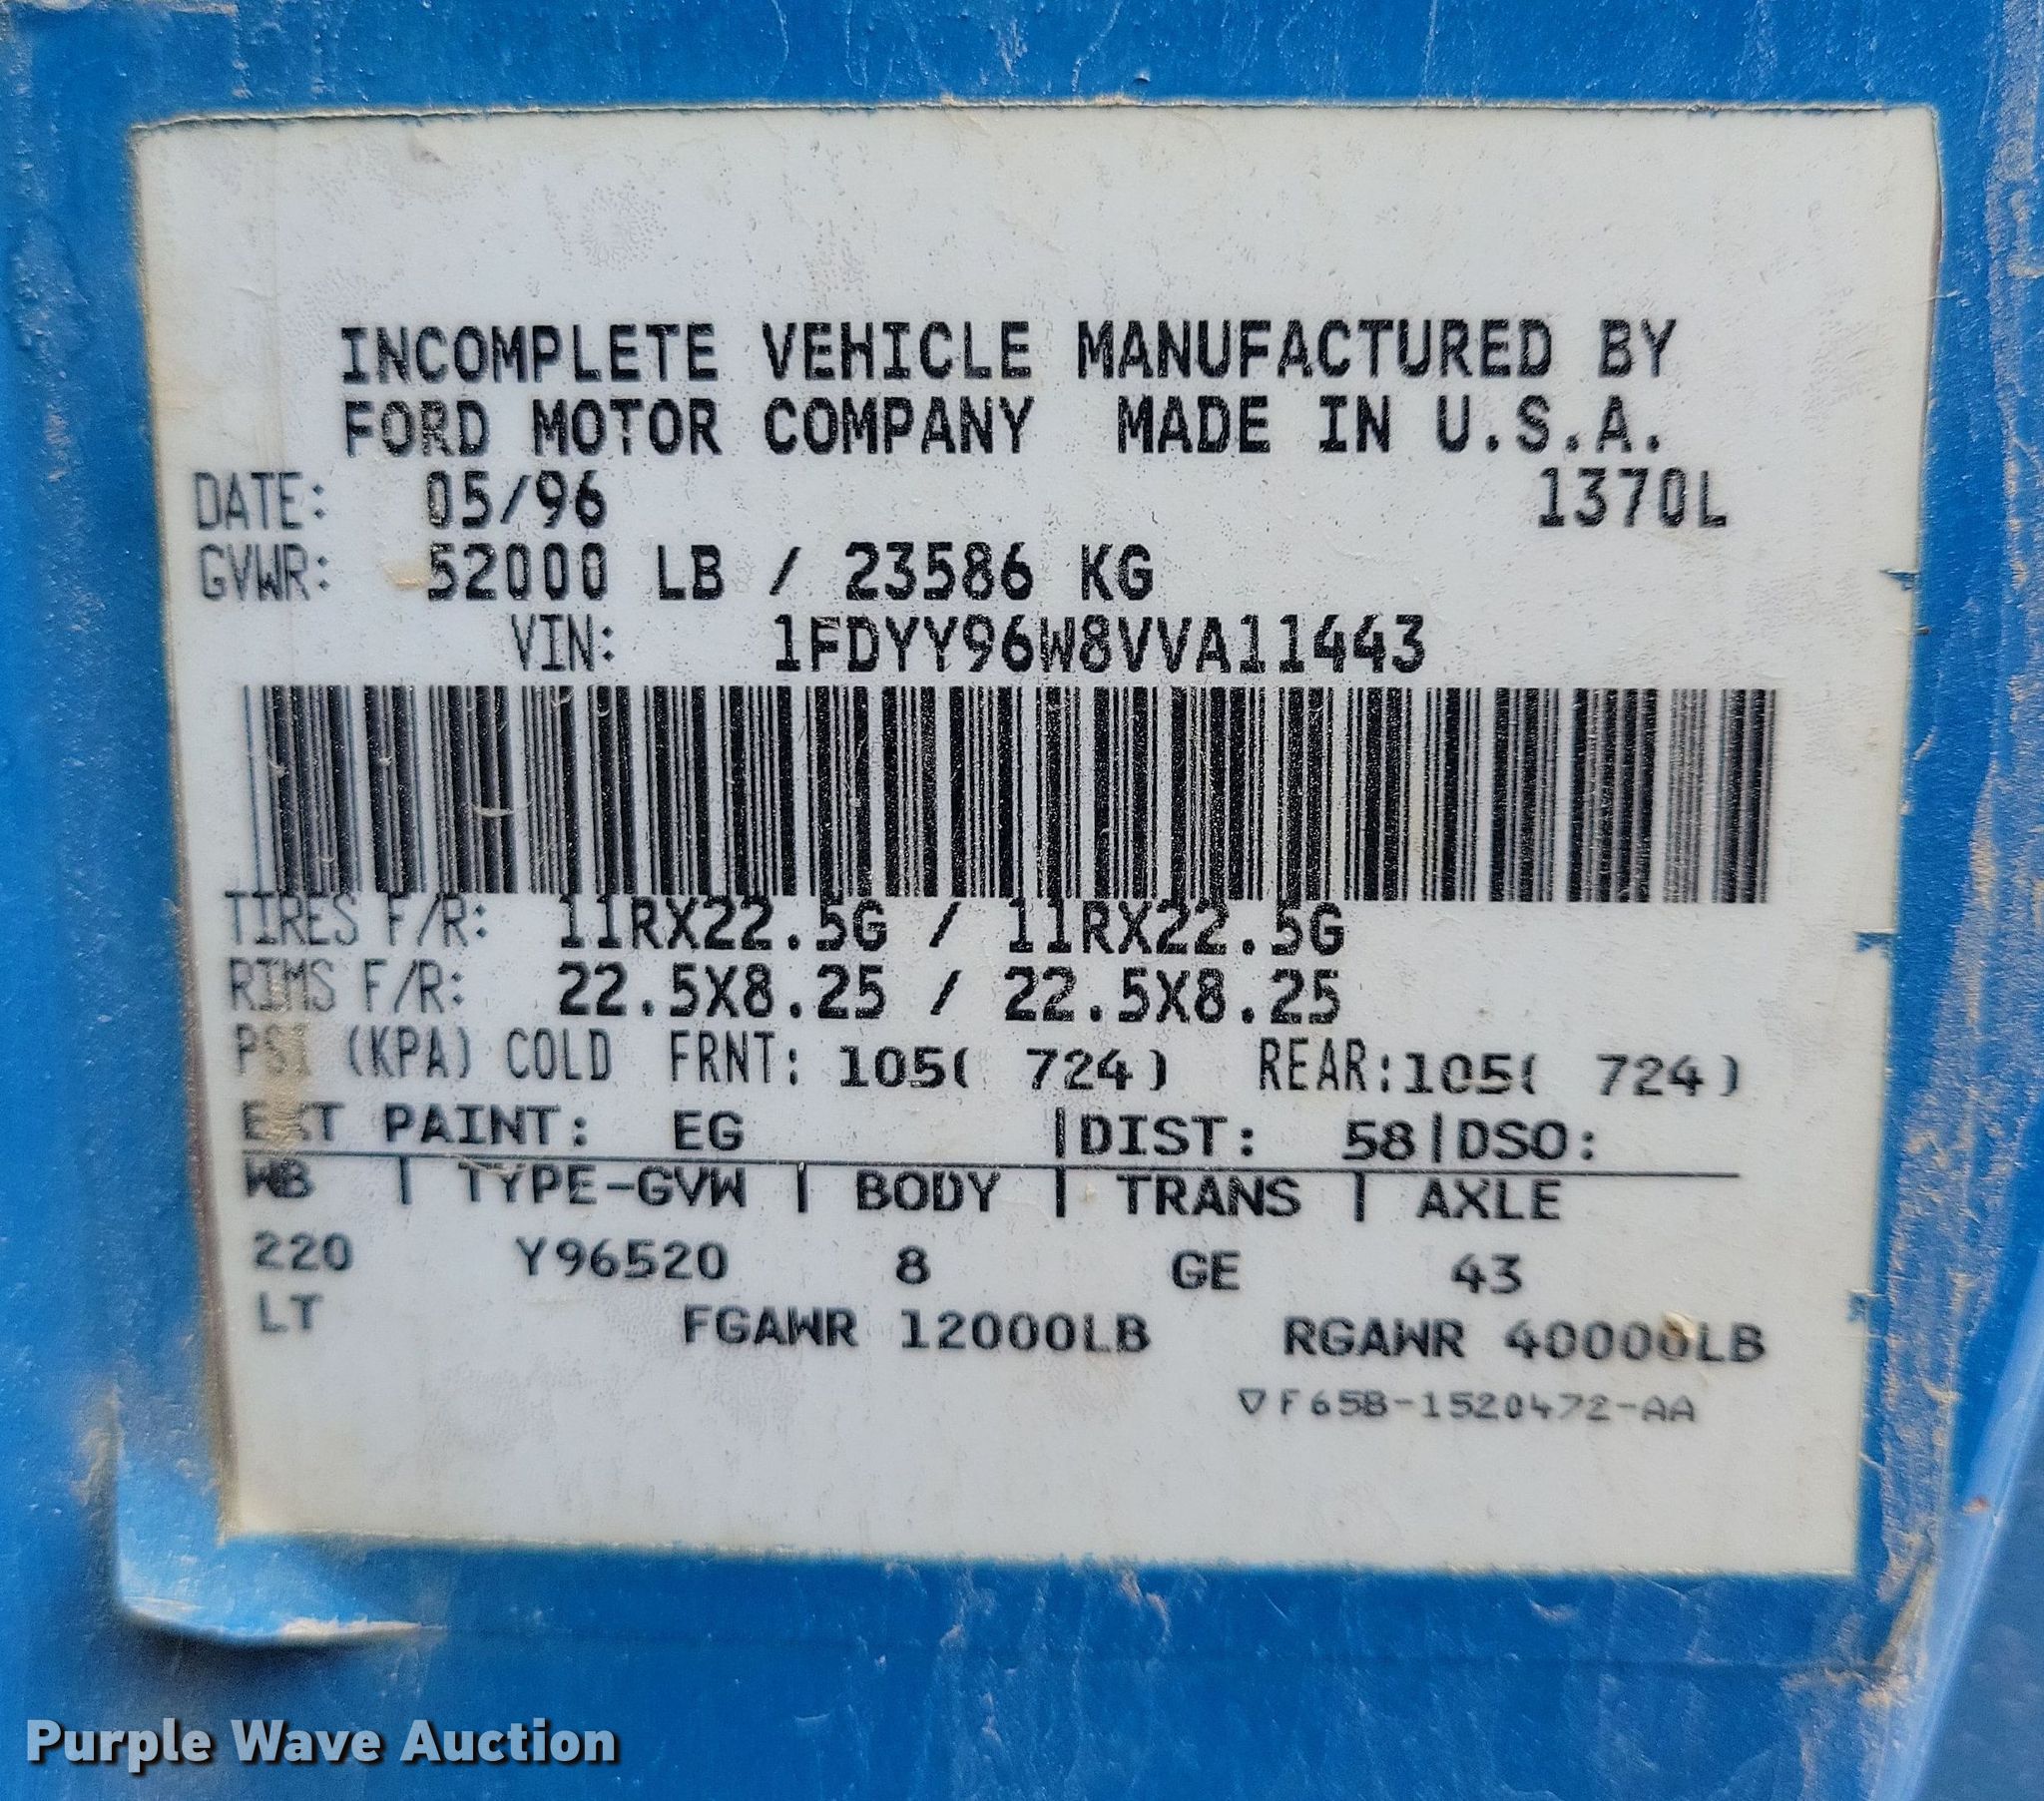 INCOMPLETE VEHICLE MANUFACTURED BY
FORD MOTOR COMPANY MADE IN U.S.A.
DATE: 05/96 1370L
GVWR: 52000 LB / 23586 KG
VIN: 1FDYY96W8VVA11443
TIRES F/R: 11RX22.5G / 11RX22.5G
RIMS F/R: 22.5X8.25 / 22.5X8.25
PSI (KPA) COLD FRNT: 105( 724) REAR: 105( 724)
EXT PAINT: EG |DIST: 58|DSO:
WB | TYPE-GVW | BODY | TRANS | AXLE
220 Y96520 8 GE 43
LT FGAWR 12000LB RGAWR 40000LB
▽F65B-1520472-AA
Purple Wave Auction